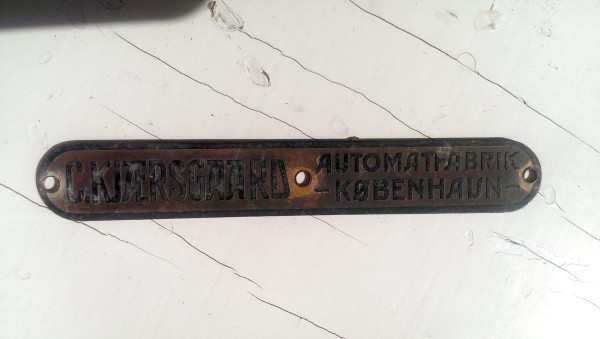 C. KJÆRSGAARD
AUTOMATFABRIK
- KØBENHAVN -